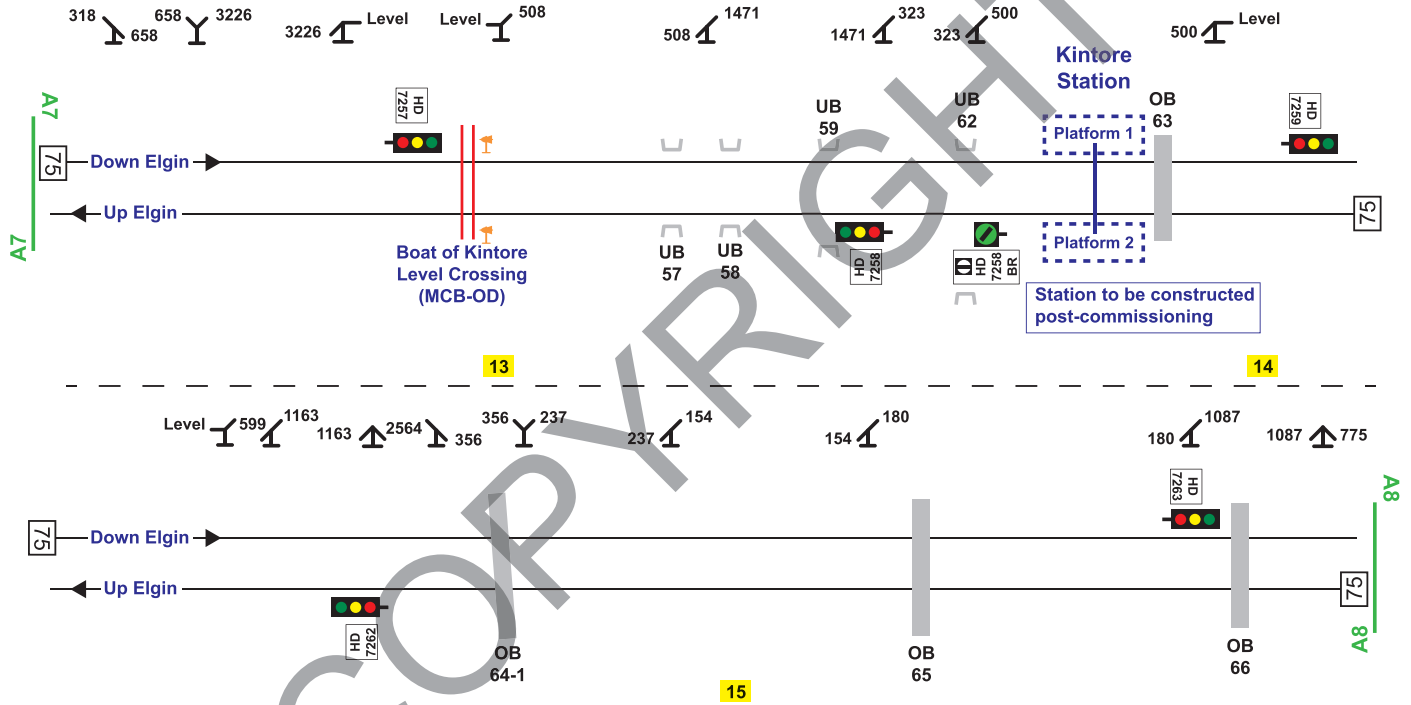 318
658
658
3226
3226
Level
Level
508
508
1471
1471
323
323
500
500
Level
Kintore
Station
A7
A7
HD
7257
UB
59
UB
62
OB
63
HD
7259
75
Down Elgin
Platform 1
Up Elgin
75
Platform 2
Boat of Kintore
Level Crossing
(MCB-OD)
UB
57
UB
58
HD
7258
HD
7258
BR
Station to be constructed
post-commissioning
13
14
Level
599
1163
1163
2564
356
356
237
237
154
154
180
180
1087
1087
775
HD
7263
A8
A8
75
Down Elgin
Up Elgin
75
HD
7262
OB
64-1
OB
65
OB
66
15
COPYRIGHT